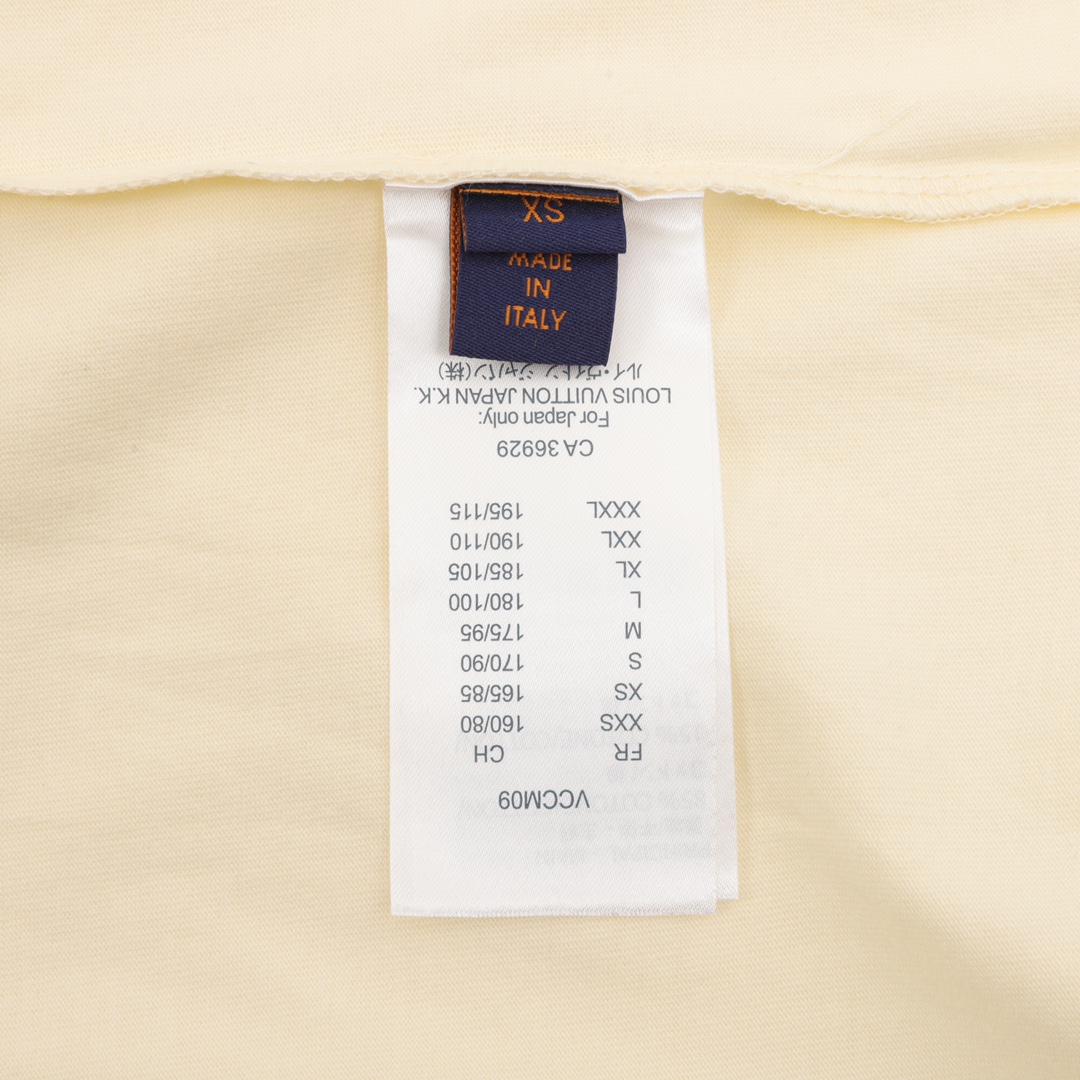 XS
MADE
IN
ITALY
VCCM09
FR CH
XXS 160/80
XS 165/85
S 170/90
M 175/95
L 180/100
XL 185/105
XXL 190/110
XXXL 195/115
CA 36929
For Japan only:
LOUIS VUITTON JAPAN K.K.
ルイ・ヴィトン ジャパン(株)